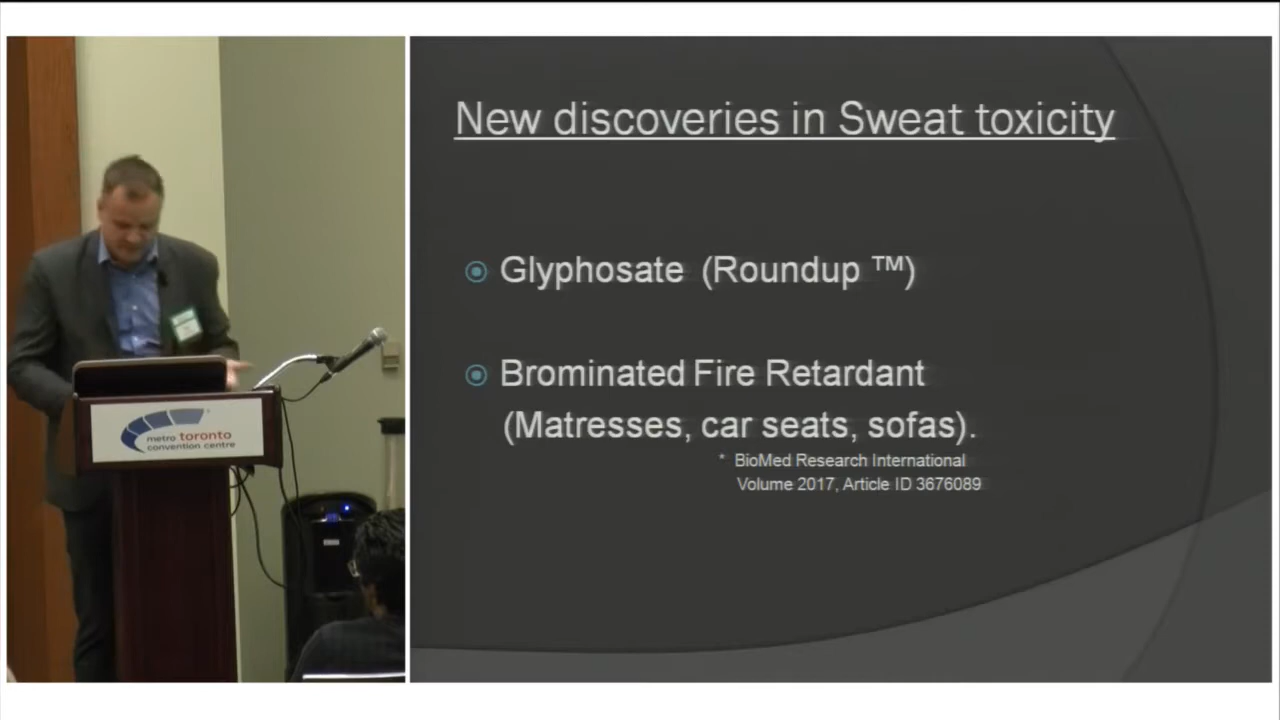 metro toronto
convention centre
New discoveries in Sweat toxicity
Glyphosate (Roundup ™)
Brominated Fire Retardant
(Matresses, car seats, sofas).
* BioMed Research International
Volume 2017, Article ID 3676089